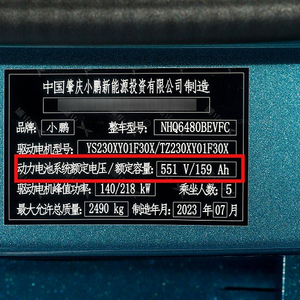 中国肇庆小鹏新能源投资有限公司制造
品牌: 小鹏 整车型号: NHQ6480BEVFC
驱动电机型号: YS230XY01F30X/TZ230XY01F30X
动力电池系统额定电压/额定容量: 551 V/159 Ah
驱动电机峰值功率: 140/218 kW 乘坐人数: 5
最大允许总质量: 2490 kg 制造年月: 2023 年 07 月